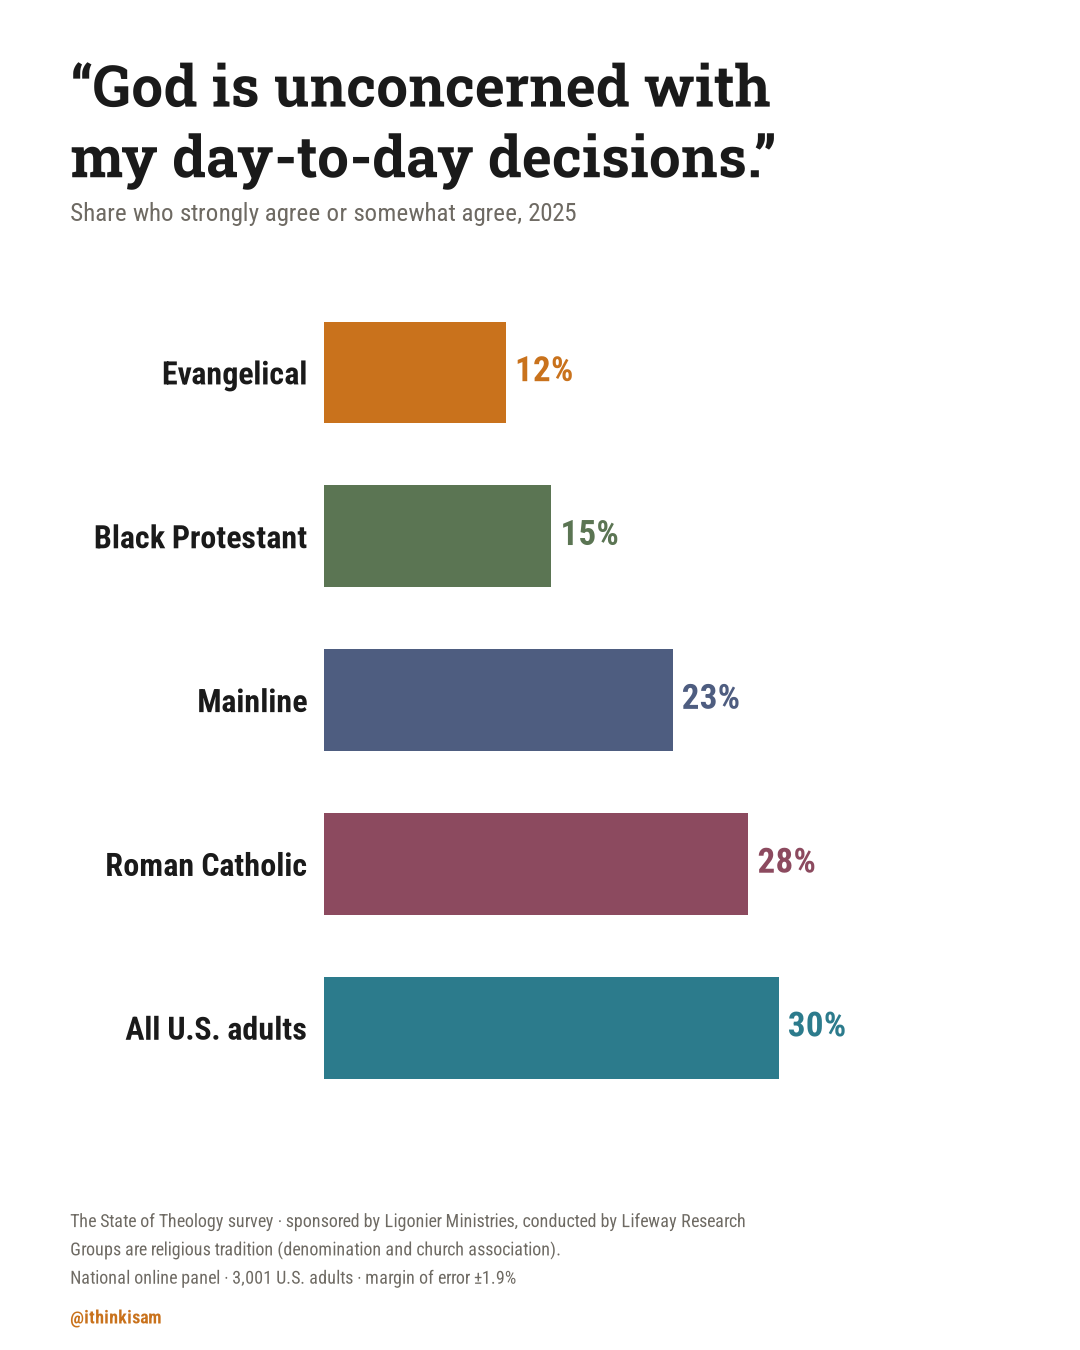 “God is unconcerned with
my day-to-day decisions.”
Share who strongly agree or somewhat agree, 2025
Evangelical 12%
Black Protestant 15%
Mainline 23%
Roman Catholic 28%
All U.S. adults 30%
The State of Theology survey · sponsored by Ligonier Ministries, conducted by Lifeway Research
Groups are religious tradition (denomination and church association).
National online panel · 3,001 U.S. adults · margin of error ±1.9%
@ithinkisam